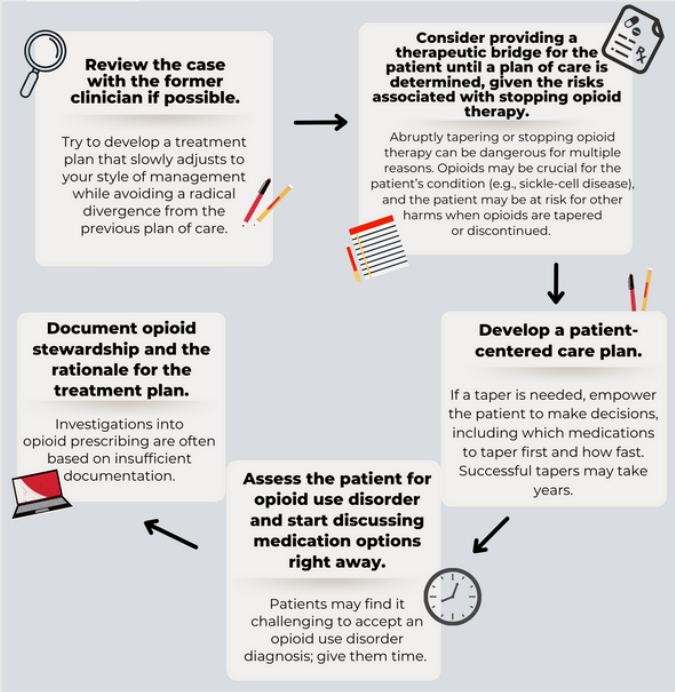 Review the case
with the former
clinician if possible.
Try to develop a treatment
plan that slowly adjusts to
your style of management
while avoiding a radical
divergence from the
previous plan of care.
Consider providing a
therapeutic bridge for the
patient until a plan of care is
determined, given the risks
associated with stopping opioid
therapy.
Abruptly tapering or stopping opioid
therapy can be dangerous for multiple
reasons. Opioids may be crucial for the
patient's condition (e.g., sickle-cell disease),
and the patient may be at risk for other
harms when opioids are tapered
or discontinued.
Rx
Develop a patient-
centered care plan.
If a taper is needed, empower
the patient to make decisions,
including which medications
to taper first and how fast.
Successful tapers may take
years.
Assess the patient for
opioid use disorder
and start discussing
medication options
right away.
Patients may find it
challenging to accept an
opioid use disorder
diagnosis; give them time.
Document opioid
stewardship and the
rationale for the
treatment plan.
Investigations into
opioid prescribing are often
based on insufficient
documentation.